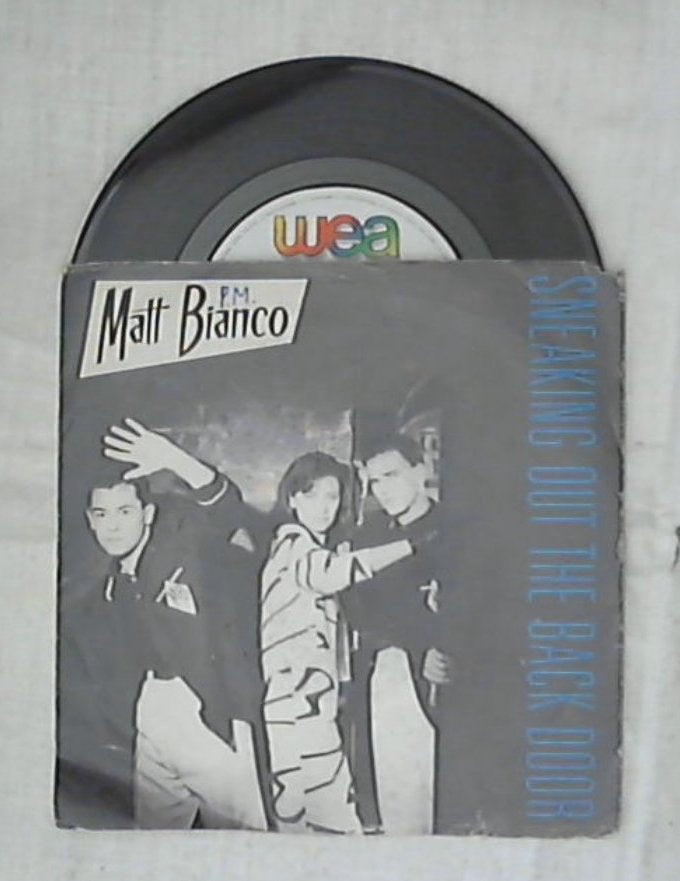 wea
P.M.
Matt Bianco
SNEAKING OUT THE BACK DOOR